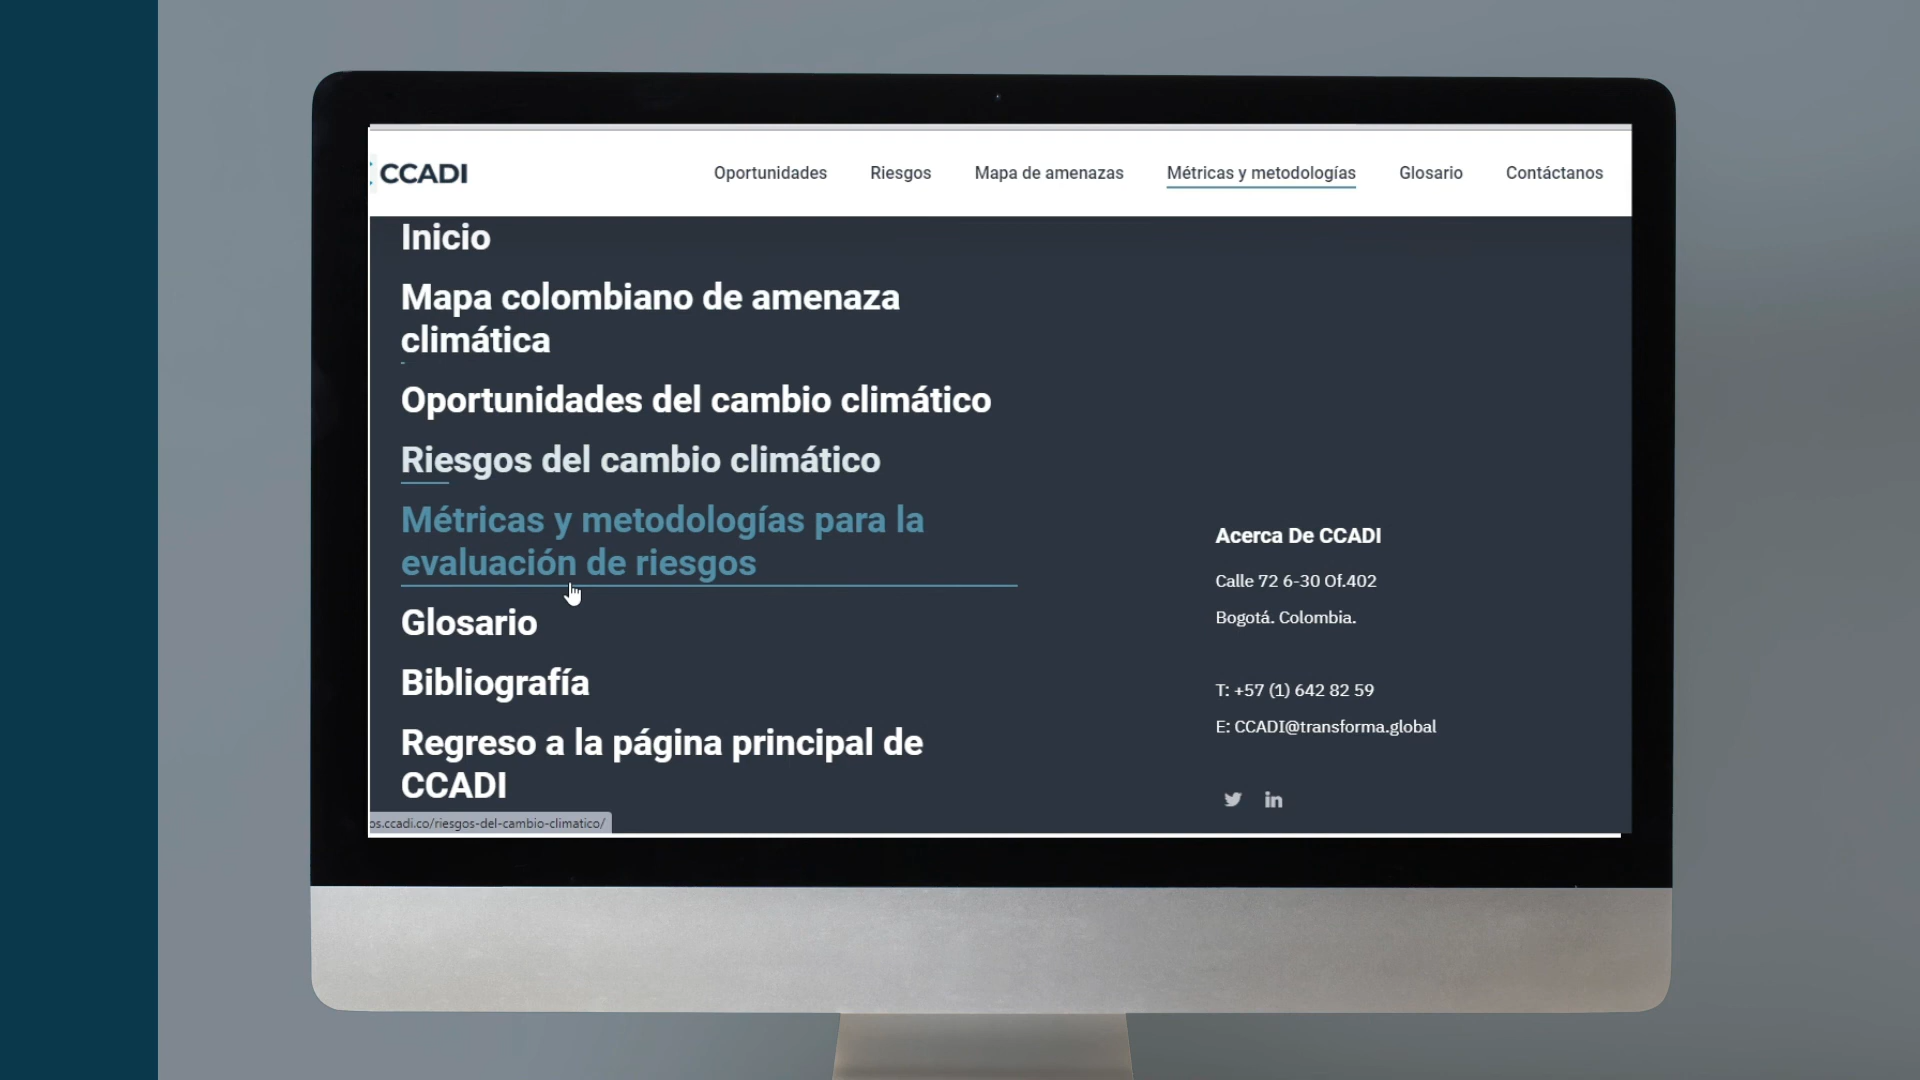 CCADI
Oportunidades
Riesgos
Mapa de amenazas
Métricas y metodologías
Glosario
Contáctanos
Inicio
Mapa colombiano de amenaza
climática
Oportunidades del cambio climático
Riesgos del cambio climático
Métricas y metodologías para la
evaluación de riesgos
Glosario
Bibliografía
Regreso a la página principal de
CCADI
Acerca De CCADI
Calle 72 6-30 Of.402
Bogotá. Colombia.
T: +57 (1) 642 82 59
E: CCADI@transforma.global
os.ccadi.co/riesgos-del-cambio-climatico/